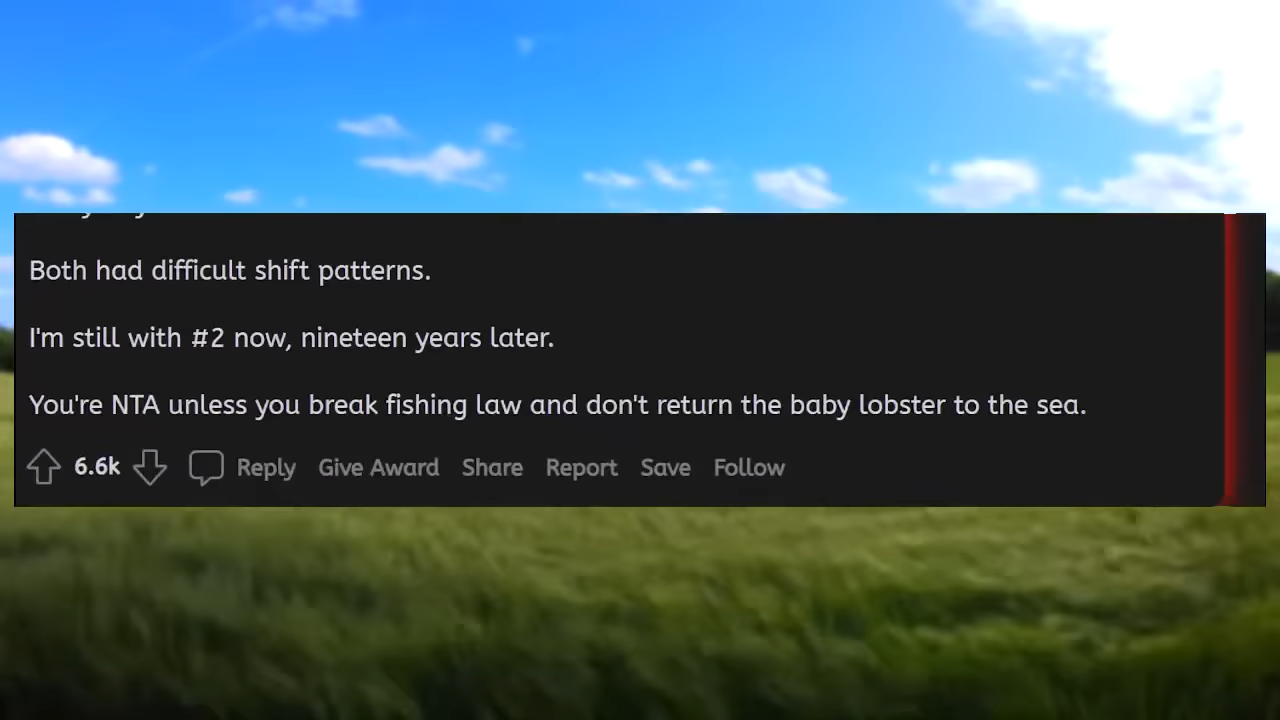 Both had difficult shift patterns.
I'm still with #2 now, nineteen years later.
You're NTA unless you break fishing law and don't return the baby lobster to the sea.
6.6k Reply Give Award Share Report Save Follow